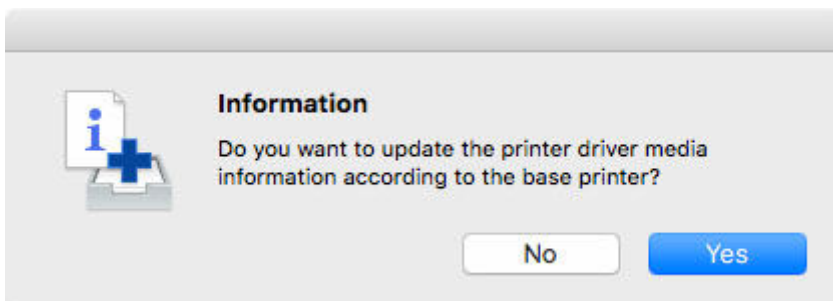 Information
Do you want to update the printer driver media
information according to the base printer?
No
Yes